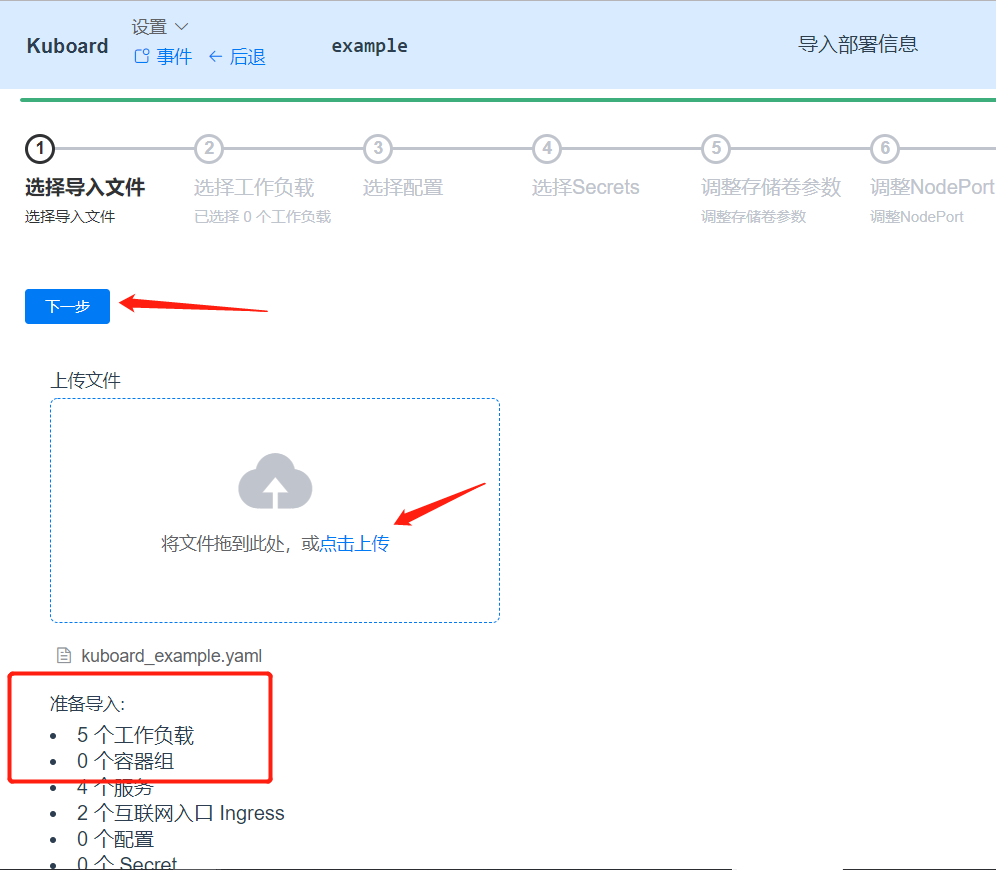 Kuboard
设置
事件 ← 后退
example
导入部署信息
1 2 3 4 5 6
选择导入文件 选择工作负载 选择配置 选择Secrets 调整存储卷参数 调整NodePort
选择导入文件 已选择 0 个工作负载 调整存储卷参数 调整NodePort
下一步
上传文件
将文件拖到此处，或点击上传
kuboard_example.yaml
准备导入:
• 5 个工作负载
• 0 个容器组
• 4 个服务
• 2 个互联网入口 Ingress
• 0 个配置
• 0 个 Secret